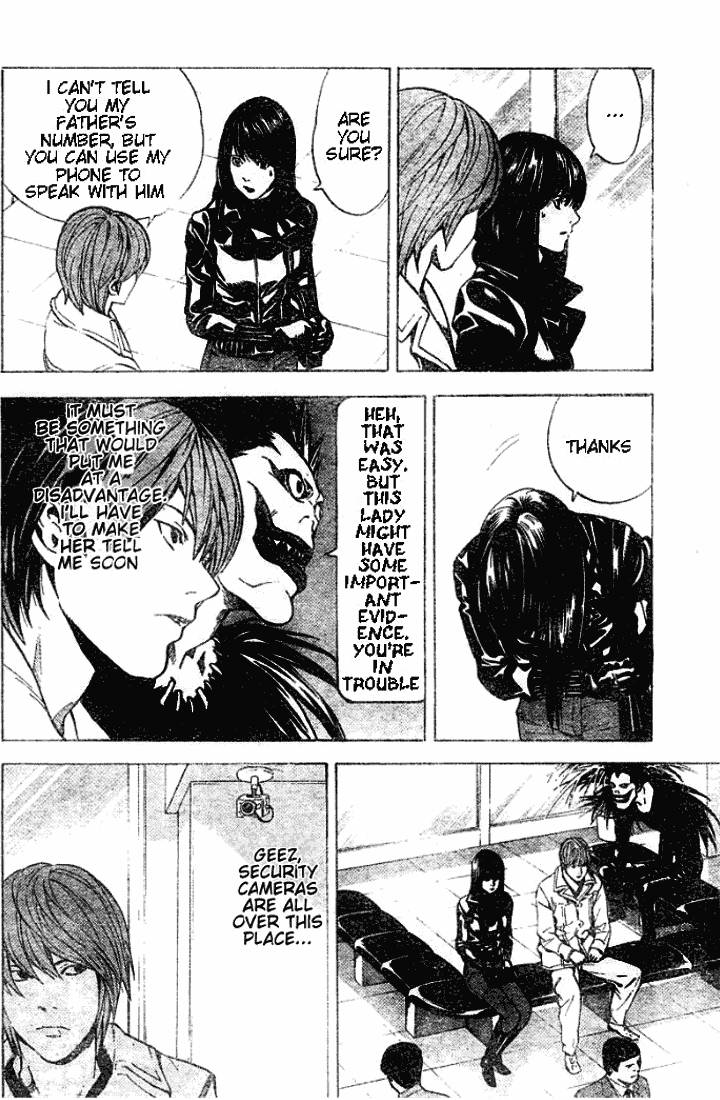 ...
ARE
YOU
SURE?
I CAN'T TELL
YOU MY
FATHER'S
NUMBER, BUT
YOU CAN USE MY
PHONE TO
SPEAK WITH HIM
THANKS
HEH,
THAT
WAS
EASY.
BUT
THIS
LADY
MIGHT
HAVE
SOME
IMPORT-
ANT
EVID-
ENCE.
YOU'RE
IN
TROUBLE
IT MUST
BE SOMETHING
THAT WOULD
PUT ME
AT A
DISADVANTAGE.
I'LL HAVE
TO MAKE
HER TELL
ME SOON
GEEZ,
SECURITY
CAMERAS
ARE ALL
OVER THIS
PLACE...